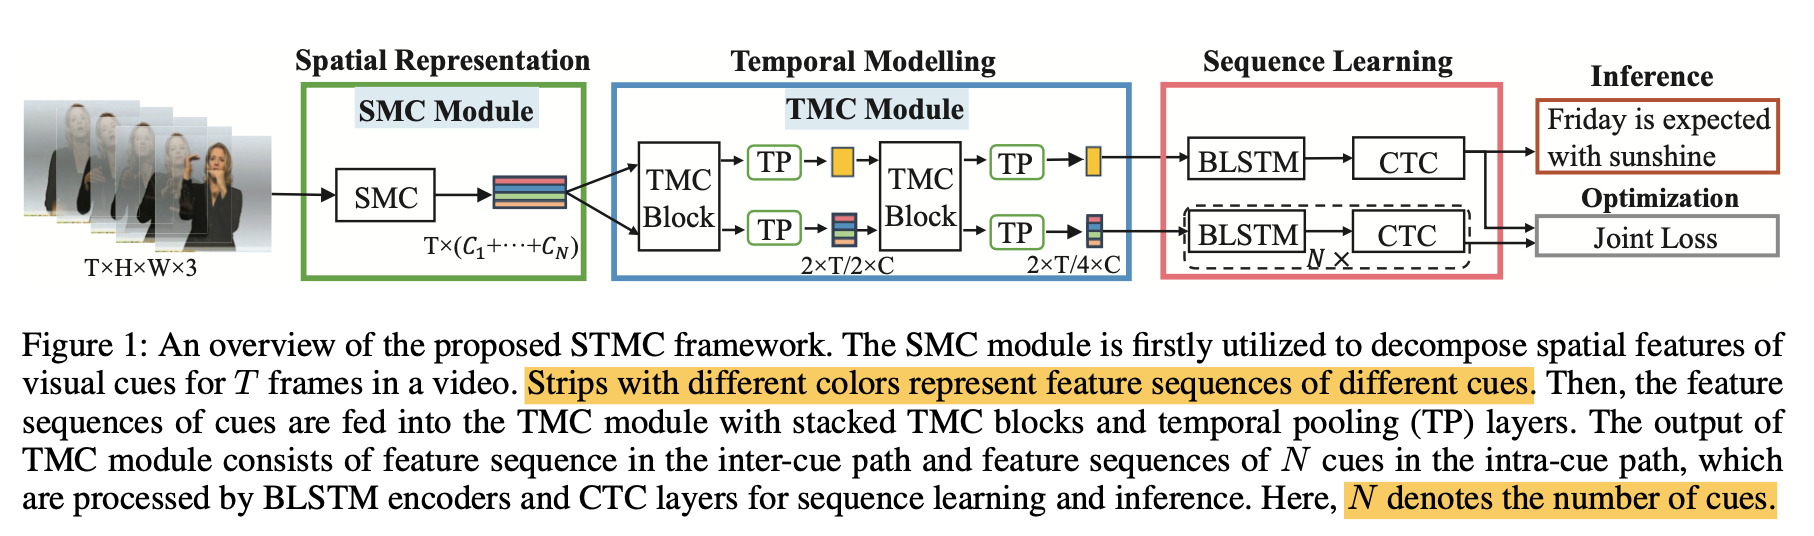 Spatial Representation
Temporal Modelling
Sequence Learning
Inference
SMC Module
TMC Module
Friday is expected
with sunshine
SMC
TMC
Block
TP
TMC
Block
TP
BLSTM
CTC
Optimization
TP
TP
BLSTM
CTC
Joint Loss
N ×
T×H×W×3
T×(C₁+⋯+C_N)
2×T/2×C
2×T/4×C
Figure 1: An overview of the proposed STMC framework. The SMC module is firstly utilized to decompose spatial features of
visual cues for T frames in a video. Strips with different colors represent feature sequences of different cues. Then, the feature
sequences of cues are fed into the TMC module with stacked TMC blocks and temporal pooling (TP) layers. The output of
TMC module consists of feature sequence in the inter-cue path and feature sequences of N cues in the intra-cue path, which
are processed by BLSTM encoders and CTC layers for sequence learning and inference. Here, N denotes the number of cues.